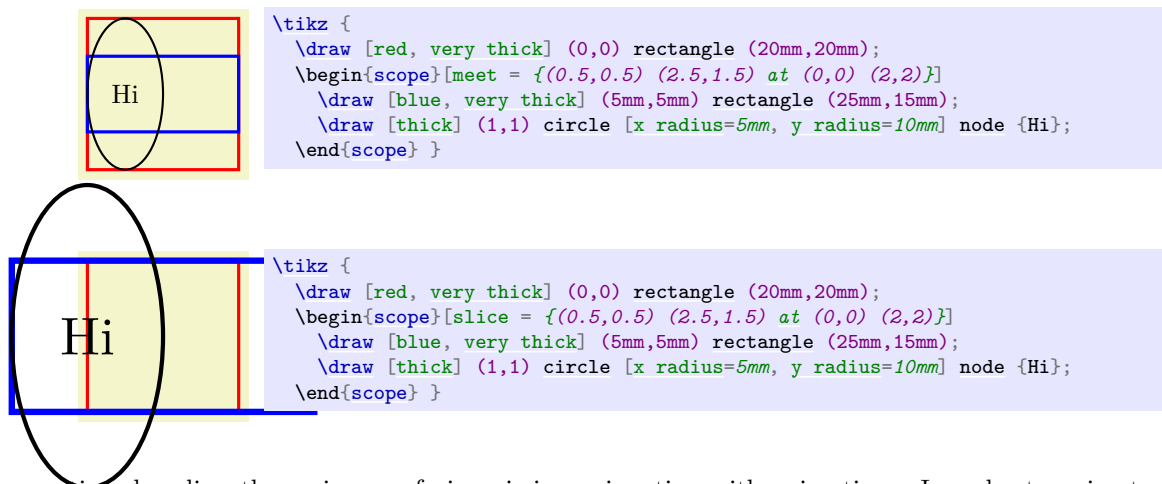 Hi
\tikz {
  \draw [red, very thick] (0,0) rectangle (20mm,20mm);
  \begin{scope}[meet = {(0.5,0.5) (2.5,1.5) at (0,0) (2,2)}]
    \draw [blue, very thick] (5mm,5mm) rectangle (25mm,15mm);
    \draw [thick] (1,1) circle [x radius=5mm, y radius=10mm] node {Hi};
  \end{scope} }
Hi
\tikz {
  \draw [red, very thick] (0,0) rectangle (20mm,20mm);
  \begin{scope}[slice = {(0.5,0.5) (2.5,1.5) at (0,0) (2,2)}]
    \draw [blue, very thick] (5mm,5mm) rectangle (25mm,15mm);
    \draw [thick] (1,1) circle [x radius=5mm, y radius=10mm] node {Hi};
  \end{scope} }